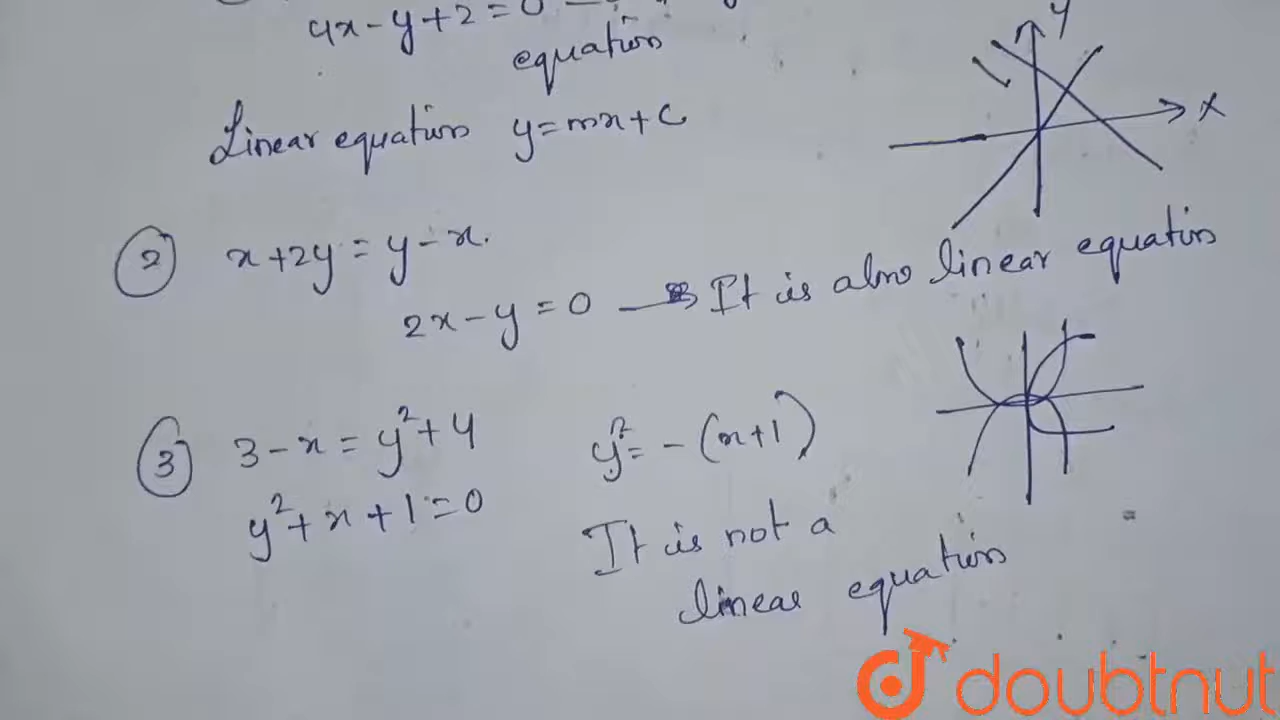 4x-y+2=0
equation
Linear equation y=mx+c
Y
X
2 x+2y=y-x.
2x-y=0 → It is also linear equation
3 3-x=y²+4 y²=-(x+1)
y²+x+1=0
It is not a
linear equation
doubtnut